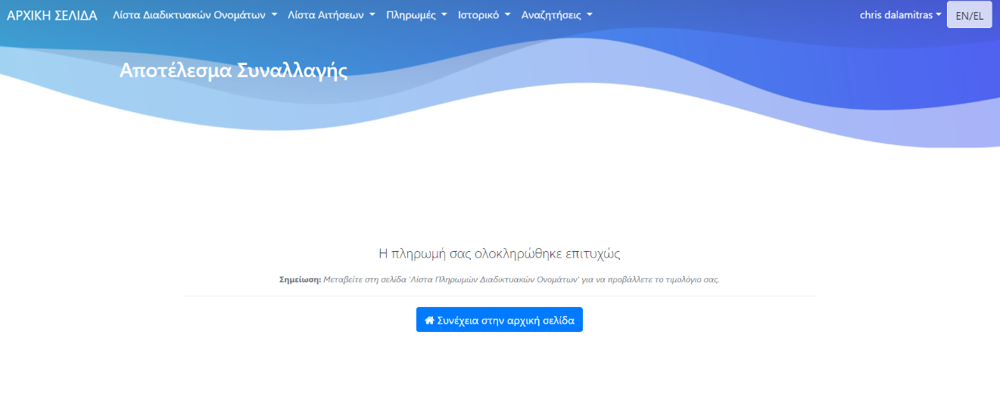 ΑΡΧΙΚΗ ΣΕΛΙΔΑ Λίστα Διαδικτυακών Ονομάτων Λίστα Αιτήσεων Πληρωμές Ιστορικό Αναζητήσεις chris dalamitras EN/EL
Αποτέλεσμα Συναλλαγής
Η πληρωμή σας ολοκληρώθηκε επιτυχώς
Σημείωση: Μεταβείτε στη σελίδα 'Λίστα Πληρωμών Διαδικτυακών Ονομάτων' για να προβάλλετε το τιμολόγιο σας.
Συνέχεια στην αρχική σελίδα